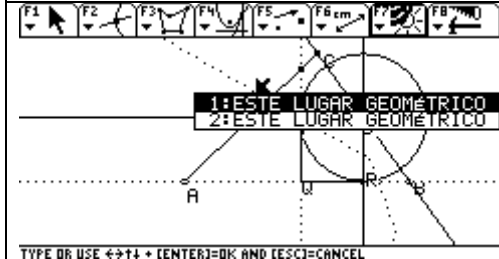 F1 F2 F3 F4 F5 F6 cm F7 F8
C
1:ESTE LUGAR GEOMéTRICO
2:ESTE LUGAR GEOMéTRICO
A Q R B
TYPE OR USE ←→↑↓ + [ENTER]=OK AND [ESC]=CANCEL